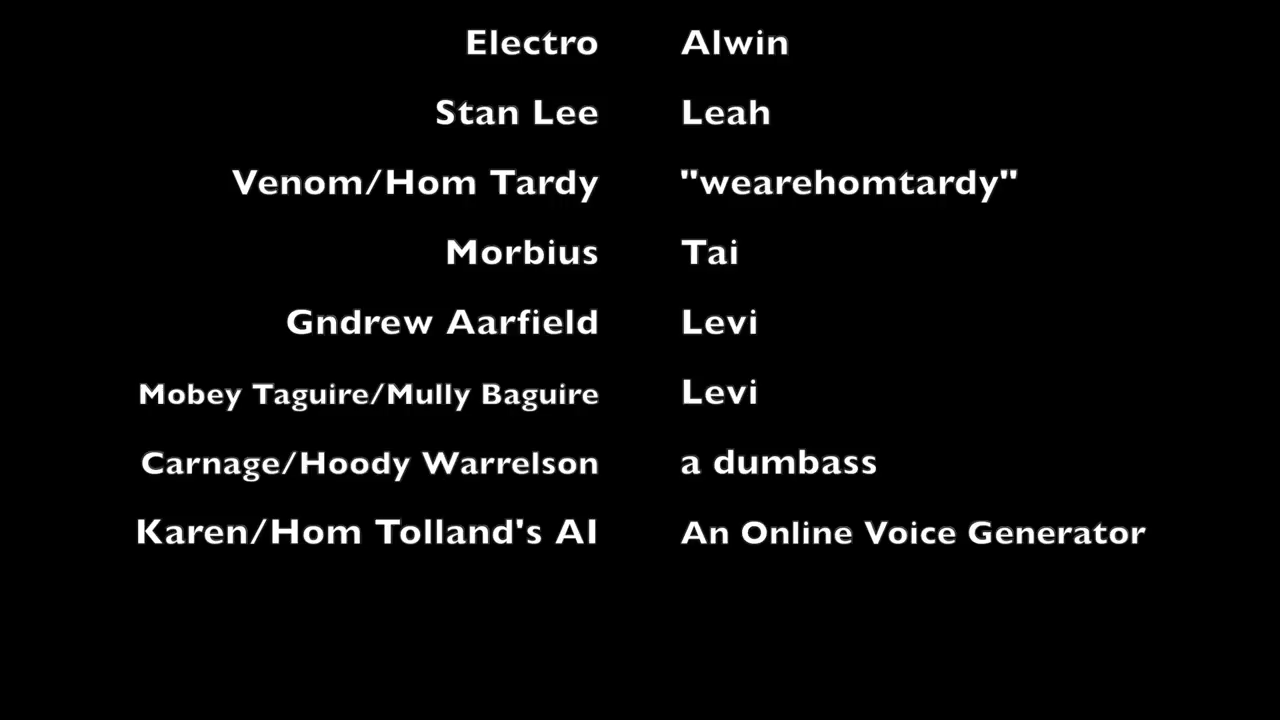 Electro Alwin
Stan Lee Leah
Venom/Hom Tardy "wearehomtardy"
Morbius Tai
Gndrew Aarfield Levi
Mobey Taguire/Mully Baguire Levi
Carnage/Hoody Warrelson a dumbass
Karen/Hom Tolland's AI An Online Voice Generator